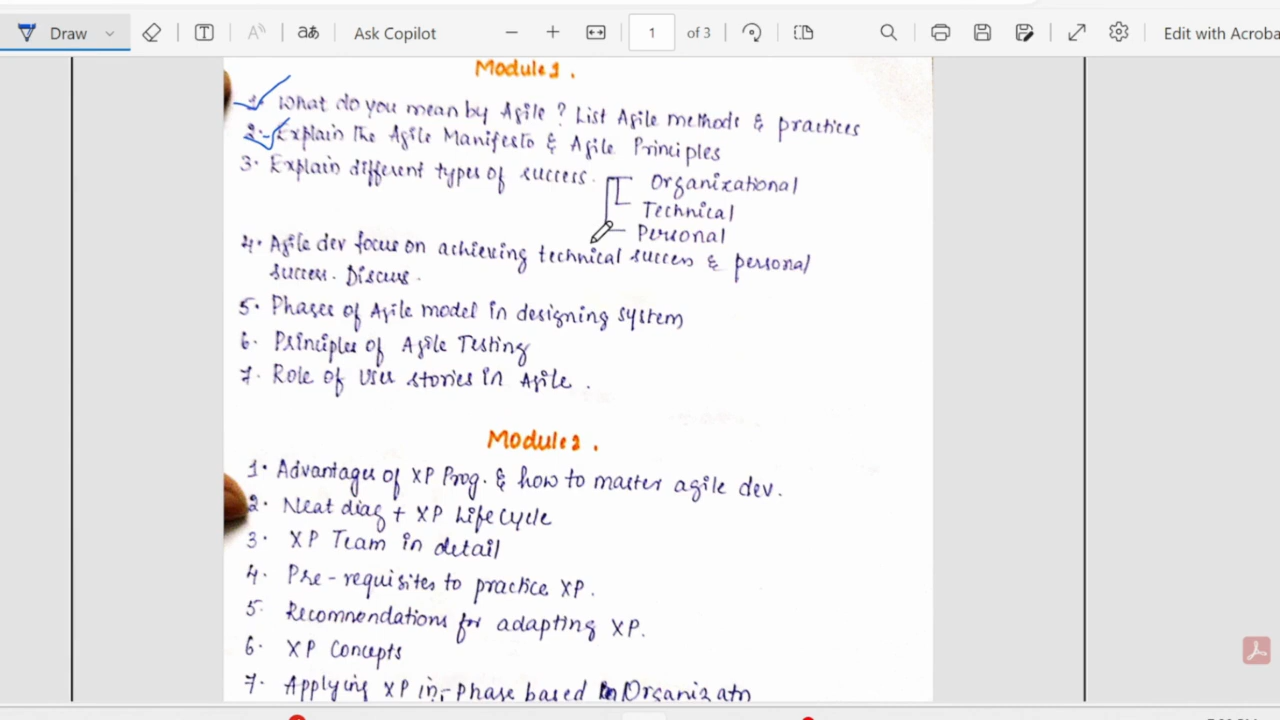 Draw
Ask Copilot
1 of 3
Edit with Acroba
Module 1 .
1. What do you mean by Agile ? List Agile methods & practices
2. Explain the Agile Manifesto & Agile Principles
3. Explain different types of success.
Organizational
Technical
Personal
4. Agile dev focus on achieving technical success & personal
success. Discuss.
5. Phases of Agile model in designing system
6. Principles of Agile Testing
7. Role of User stories in Agile .
Module 2 .
1. Advantages of XP Prog. & how to master agile dev.
2. Neat diag + XP Life Cycle
3. XP Team in detail
4. Pre-requisites to practice XP.
5. Recomnondations for adapting XP.
6. XP Concepts
7. Applying XP in - Phase based Organizatn